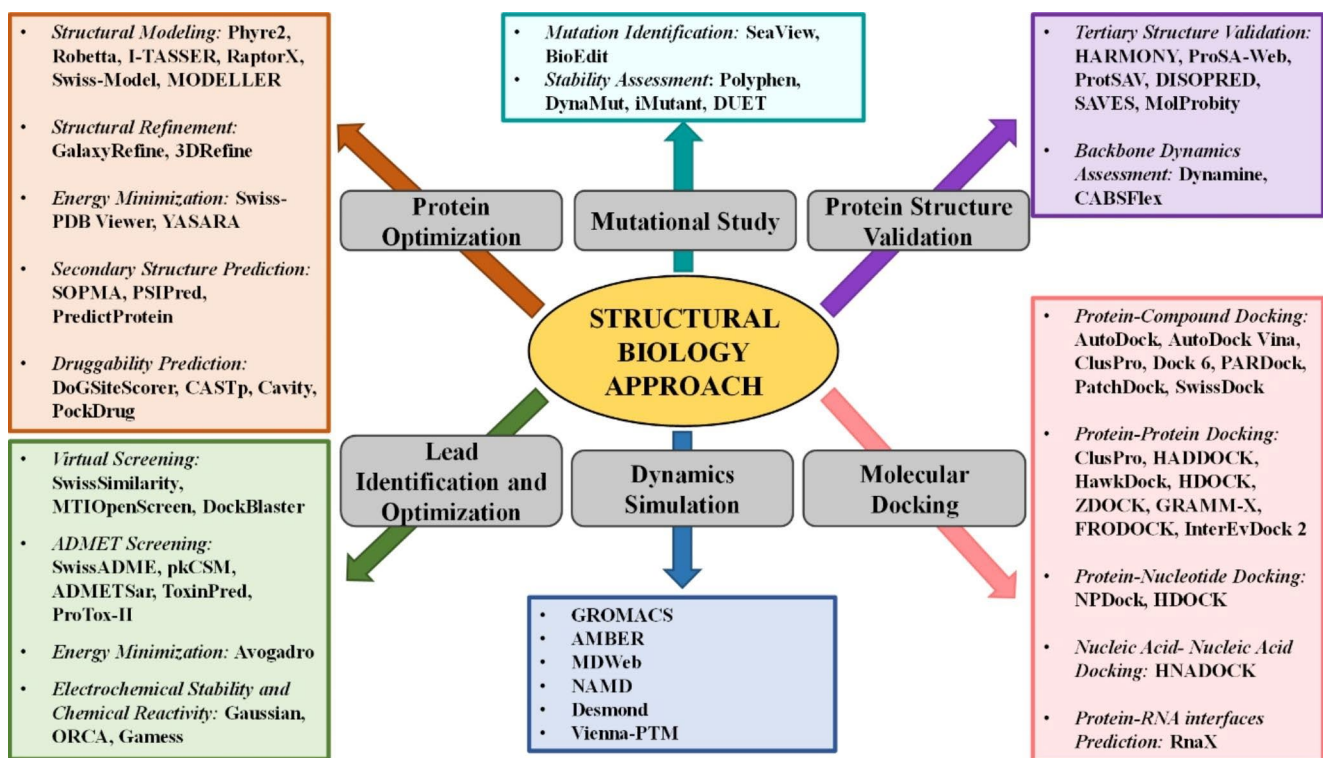 • Structural Modeling: Phyre2,
Robetta, I-TASSER, RaptorX,
Swiss-Model, MODELLER
• Structural Refinement:
GalaxyRefine, 3DRefine
• Energy Minimization: Swiss-
PDB Viewer, YASARA
• Secondary Structure Prediction:
SOPMA, PSIPred,
PredictProtein
• Druggability Prediction:
DoGSiteScorer, CASTp, Cavity,
PockDrug
• Mutation Identification: SeaView,
BioEdit
• Stability Assessment: Polyphen,
DynaMut, iMutant, DUET
• Tertiary Structure Validation:
HARMONY, ProSA-Web,
ProtSAV, DISOPRED,
SAVES, MolProbity
• Backbone Dynamics
Assessment: Dynamine,
CABSFlex
Protein
Optimization
Mutational Study
Protein Structure
Validation
STRUCTURAL
BIOLOGY
APPROACH
Lead
Identification and
Optimization
Dynamics
Simulation
Molecular
Docking
• Virtual Screening:
SwissSimilarity,
MTIOpenScreen, DockBlaster
• ADMET Screening:
SwissADME, pkCSM,
ADMETSar, ToxinPred,
ProTox-II
• Energy Minimization: Avogadro
• Electrochemical Stability and
Chemical Reactivity: Gaussian,
ORCA, Gamess
• GROMACS
• AMBER
• MDWeb
• NAMD
• Desmond
• Vienna-PTM
• Protein-Compound Docking:
AutoDock, AutoDock Vina,
ClusPro, Dock 6, PARDock,
PatchDock, SwissDock
• Protein-Protein Docking:
ClusPro, HADDOCK,
HawkDock, HDOCK,
ZDOCK, GRAMM-X,
FRODOCK, InterEvDock 2
• Protein-Nucleotide Docking:
NPDock, HDOCK
• Nucleic Acid- Nucleic Acid
Docking: HNADOCK
• Protein-RNA interfaces
Prediction: RnaX